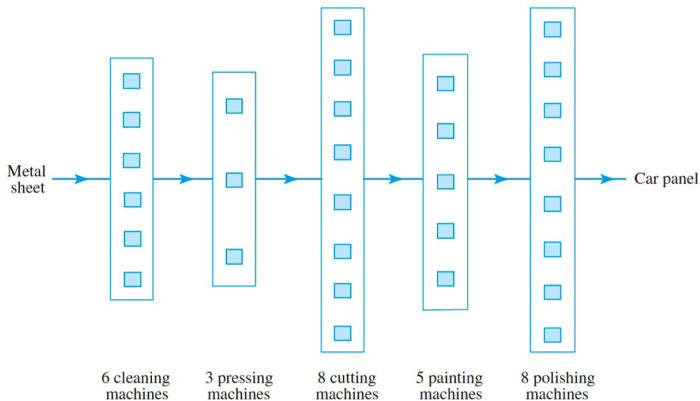 Metal
sheet
Car panel
6 cleaning
machines
3 pressing
machines
8 cutting
machines
5 painting
machines
8 polishing
machines